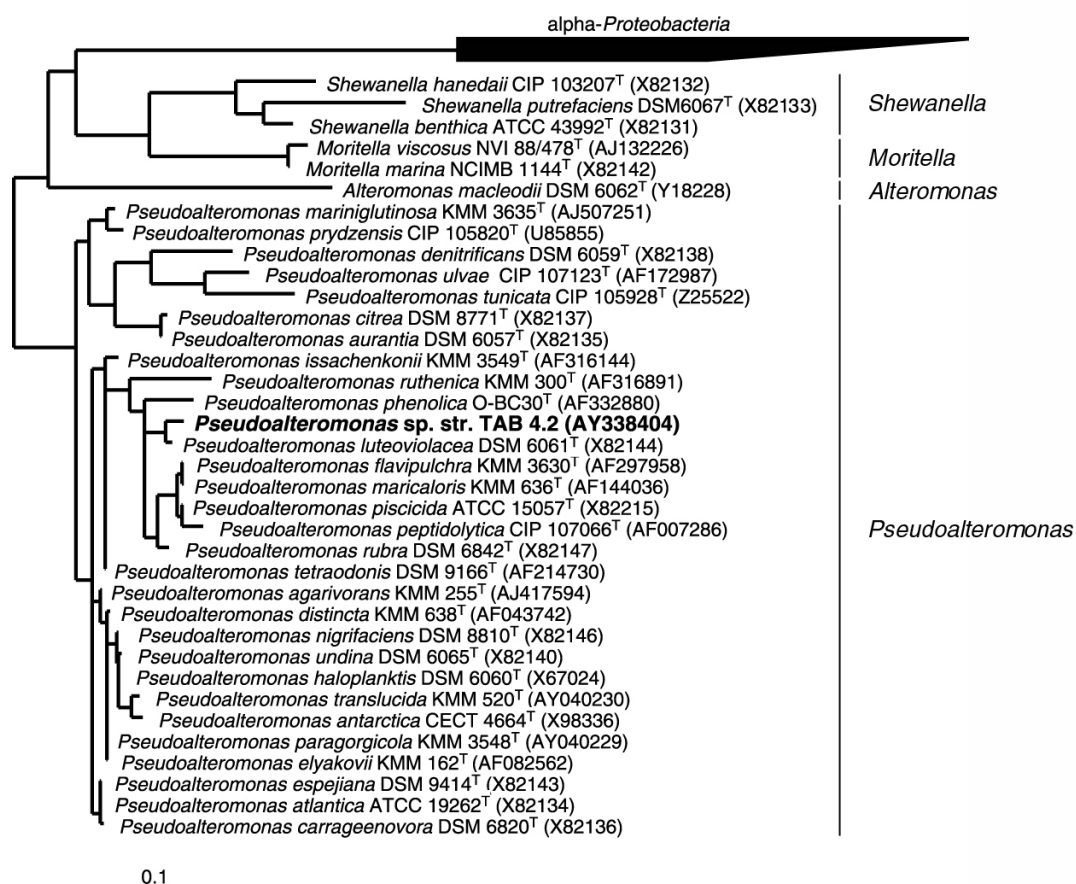 alpha-Proteobacteria
Shewanella hanedaii CIP 103207ᵀ (X82132)
Shewanella putrefaciens DSM6067ᵀ (X82133)
Shewanella
Shewanella benthica ATCC 43992ᵀ (X82131)
Moritella viscosus NVI 88/478ᵀ (AJ132226)
Moritella
Moritella marina NCIMB 1144ᵀ (X82142)
Alteromonas macleodii DSM 6062ᵀ (Y18228)
Alteromonas
Pseudoalteromonas mariniglutinosa KMM 3635ᵀ (AJ507251)
Pseudoalteromonas prydzensis CIP 105820ᵀ (U85855)
Pseudoalteromonas denitrificans DSM 6059ᵀ (X82138)
Pseudoalteromonas ulvae CIP 107123ᵀ (AF172987)
Pseudoalteromonas tunicata CIP 105928ᵀ (Z25522)
Pseudoalteromonas citrea DSM 8771ᵀ (X82137)
Pseudoalteromonas aurantia DSM 6057ᵀ (X82135)
Pseudoalteromonas issachenkonii KMM 3549ᵀ (AF316144)
Pseudoalteromonas ruthenica KMM 300ᵀ (AF316891)
Pseudoalteromonas phenolica O-BC30ᵀ (AF332880)
Pseudoalteromonas sp. str. TAB 4.2 (AY338404)
Pseudoalteromonas luteoviolacea DSM 6061ᵀ (X82144)
Pseudoalteromonas flavipulchra KMM 3630ᵀ (AF297958)
Pseudoalteromonas maricaloris KMM 636ᵀ (AF144036)
Pseudoalteromonas piscicida ATCC 15057ᵀ (X82215)
Pseudoalteromonas peptidolytica CIP 107066ᵀ (AF007286)
Pseudoalteromonas
Pseudoalteromonas rubra DSM 6842ᵀ (X82147)
Pseudoalteromonas tetraodonis DSM 9166ᵀ (AF214730)
Pseudoalteromonas agarivorans KMM 255ᵀ (AJ417594)
Pseudoalteromonas distincta KMM 638ᵀ (AF043742)
Pseudoalteromonas nigrifaciens DSM 8810ᵀ (X82146)
Pseudoalteromonas undina DSM 6065ᵀ (X82140)
Pseudoalteromonas haloplanktis DSM 6060ᵀ (X67024)
Pseudoalteromonas translucida KMM 520ᵀ (AY040230)
Pseudoalteromonas antarctica CECT 4664ᵀ (X98336)
Pseudoalteromonas paragorgicola KMM 3548ᵀ (AY040229)
Pseudoalteromonas elyakovii KMM 162ᵀ (AF082562)
Pseudoalteromonas espejiana DSM 9414ᵀ (X82143)
Pseudoalteromonas atlantica ATCC 19262ᵀ (X82134)
Pseudoalteromonas carrageenovora DSM 6820ᵀ (X82136)
0.1